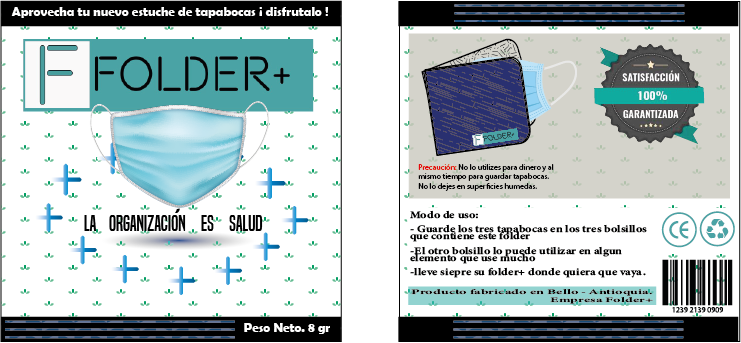 Aprovecha tu nuevo estuche de tapabocas ¡ disfrutalo !
F FOLDER+
LA ORGANIZACIÓN ES SALUD
Peso Neto. 8 gr
FOLDER+
SATISFACCIÓN
100%
GARANTIZADA
Precaución: No lo utilizes para dinero y al
mismo tiempo para guardar tapabocas.
No lo dejes en superficies humedas.
Modo de uso:
- Guarde los tres tapabocas en los tres bolsillos
que contiene este folder
-El otro bolsillo lo puede utilizar en algun
elemento que use mucho
-lleve siepre su folder+ donde quiera que vaya.
CE
Producto fabricado en Bello - Antioquia.
Empresa Folder+
1239 2139 0909